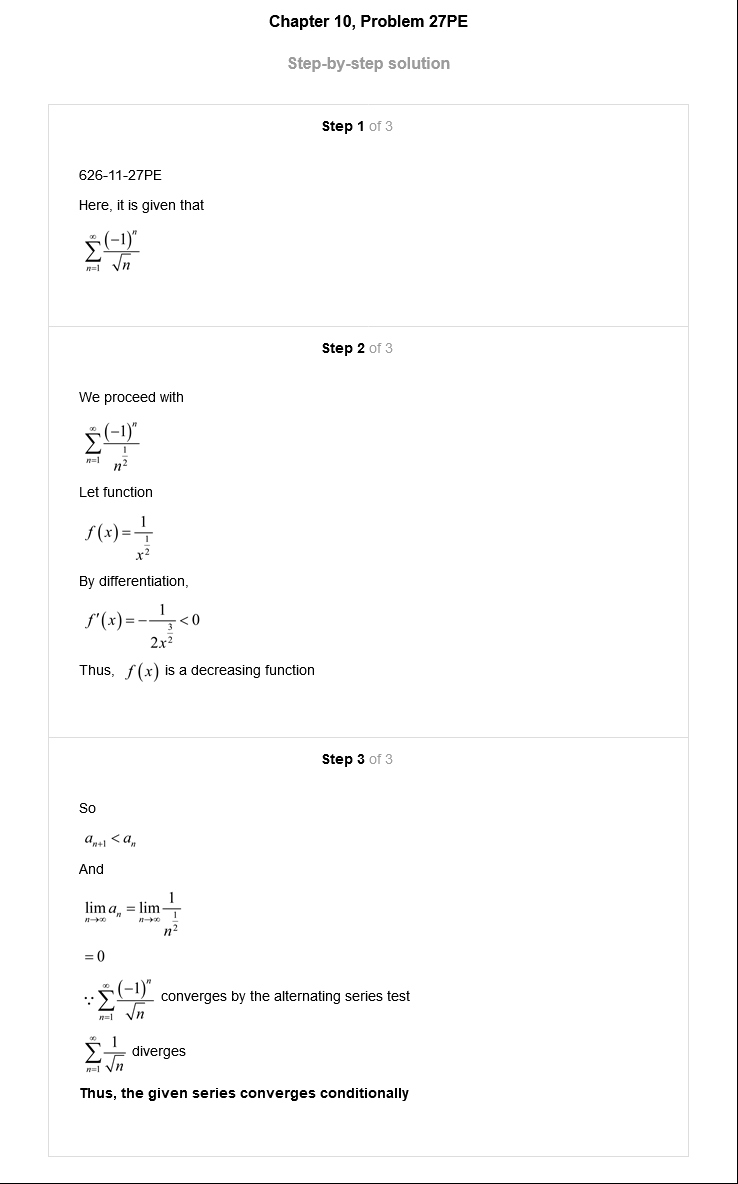 Chapter 10, Problem 27PE
Step-by-step solution
Step 1 of 3
626-11-27PE
Here, it is given that
\sum_{n=1}^{\infty} \frac{(-1)^n}{\sqrt{n}}
Step 2 of 3
We proceed with
\sum_{n=1}^{\infty} \frac{(-1)^n}{n^{\frac{1}{2}}}
Let function
f(x) = \frac{1}{x^{\frac{1}{2}}}
By differentiation,
f'(x) = -\frac{1}{2x^{\frac{3}{2}}} < 0
Thus, f(x) is a decreasing function
Step 3 of 3
So
a_{n+1} < a_n
And
\lim_{n \to \infty} a_n = \lim_{n \to \infty} \frac{1}{n^{\frac{1}{2}}}
= 0
∵ \sum_{n=1}^{\infty} \frac{(-1)^n}{\sqrt{n}} converges by the alternating series test
\sum_{n=1}^{\infty} \frac{1}{\sqrt{n}} diverges
Thus, the given series converges conditionally